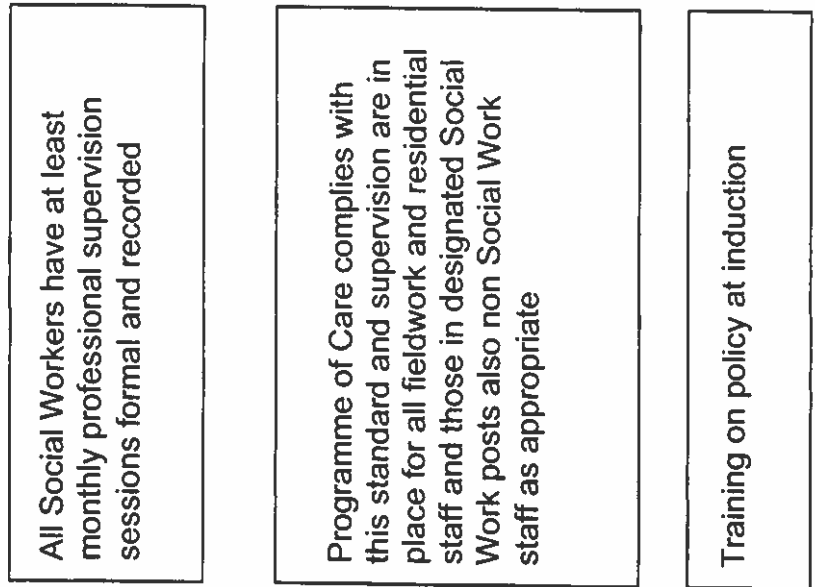 All Social Workers have at least
monthly professional supervision
sessions formal and recorded
Programme of Care complies with
this standard and supervision are in
place for all fieldwork and residential
staff and those in designated Social
Work posts also non Social Work
staff as appropriate
Training on policy at induction